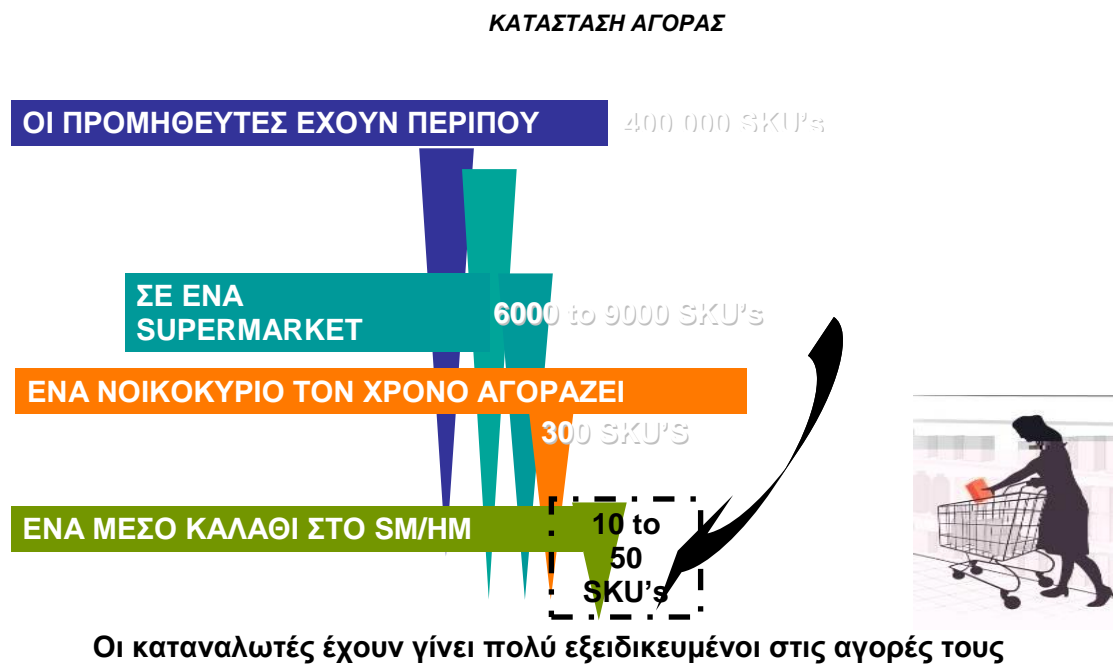 ΚΑΤΑΣΤΑΣΗ ΑΓΟΡΑΣ
ΟΙ ΠΡΟΜΗΘΕΥΤΕΣ ΕΧΟΥΝ ΠΕΡΙΠΟΥ
400 000 SKU's
ΣΕ ΕΝΑ
SUPERMARKET
6000 to 9000 SKU's
ΕΝΑ ΝΟΙΚΟΚΥΡΙΟ ΤΟΝ ΧΡΟΝΟ ΑΓΟΡΑΖΕΙ
300 SKU'S
ΕΝΑ ΜΕΣΟ ΚΑΛΑΘΙ ΣΤΟ SM/HM
10 to
50
SKU's
Οι καταναλωτές έχουν γίνει πολύ εξειδικευμένοι στις αγορές τους